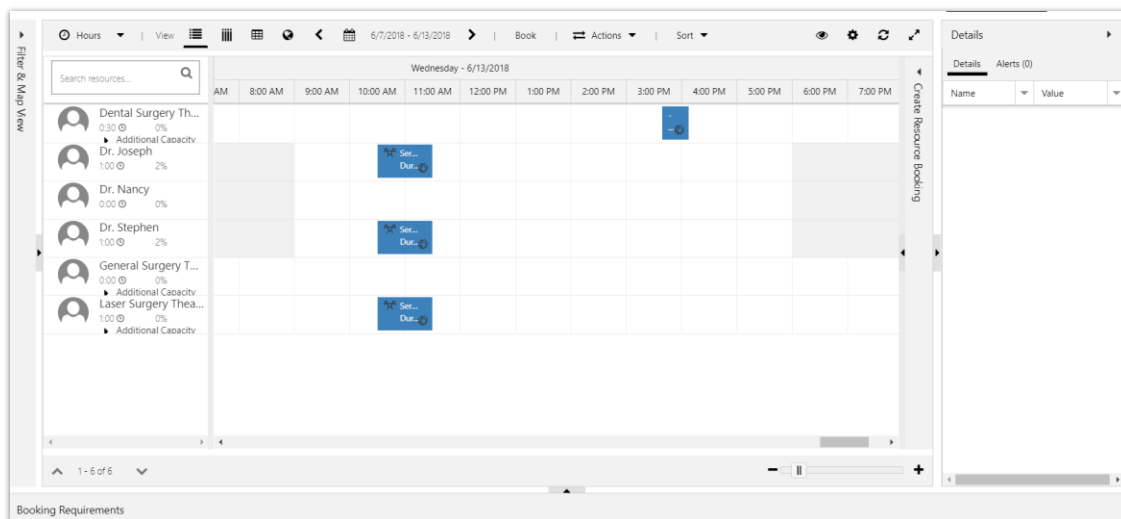 Filter & Map View
Hours | View 6/7/2018 - 6/13/2018 | Book | Actions | Sort
Search resources...
Wednesday - 6/13/2018
AM 8:00 AM 9:00 AM 10:00 AM 11:00 AM 12:00 PM 1:00 PM 2:00 PM 3:00 PM 4:00 PM 5:00 PM 6:00 PM 7:00 PM
Dental Surgery Th...
0:30 0%
Additional Capacity
-
...
Dr. Joseph
1:00 2%
Ser...
Dur...
Dr. Nancy
0:00 0%
Dr. Stephen
1:00 2%
Ser...
Dur...
General Surgery T...
0:00 0%
Additional Capacity
Laser Surgery Thea...
1:00 0%
Additional Capacity
Ser...
Dur...
1 - 6 of 6
Create Resource Booking
Details
Details Alerts (0)
Name Value
Booking Requirements